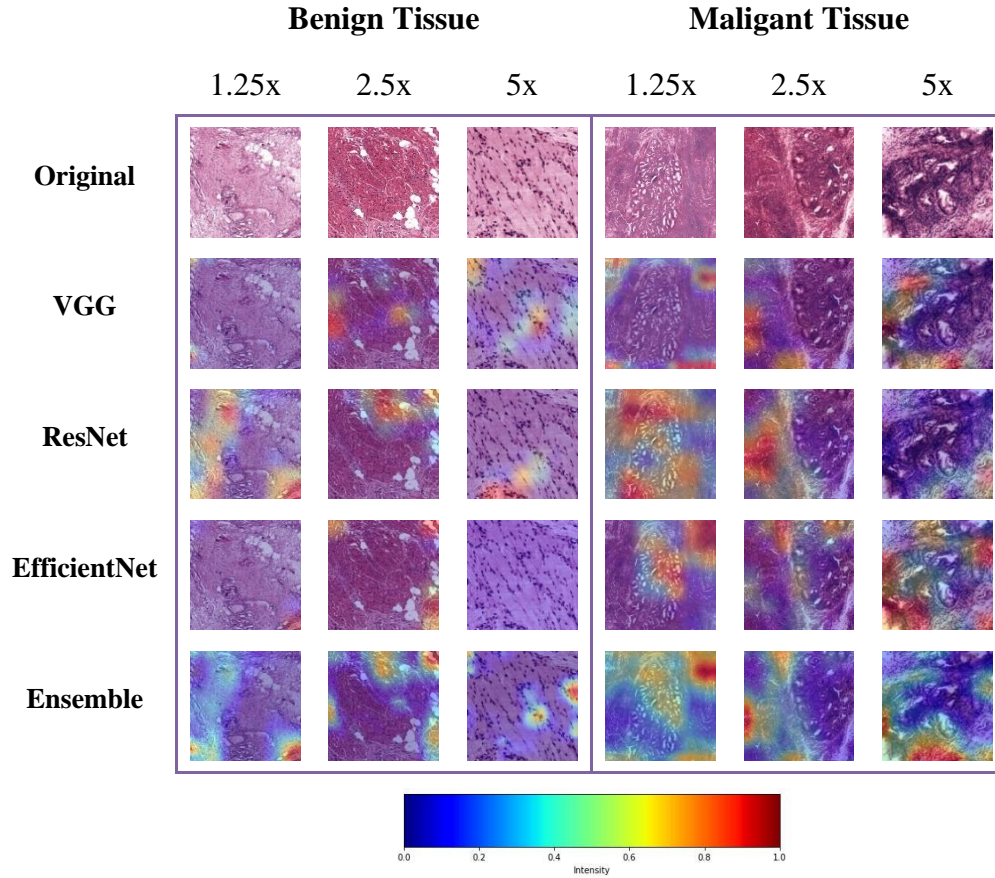 Benign Tissue Maligant Tissue
1.25x 2.5x 5x 1.25x 2.5x 5x
Original
VGG
ResNet
EfficientNet
Ensemble
0.0 0.2 0.4 0.6 0.8 1.0
Intensity